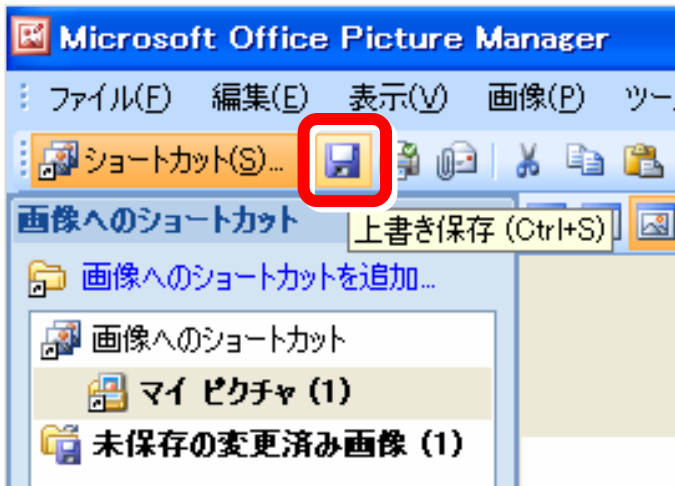 Microsoft Office Picture Manager
ファイル(F) 編集(E) 表示(V) 画像(P) ツー
ショートカット(S)...
画像へのショートカット
上書き保存 (Ctrl+S)
画像へのショートカットを追加...
画像へのショートカット
マイ ピクチャ (1)
未保存の変更済み画像 (1)